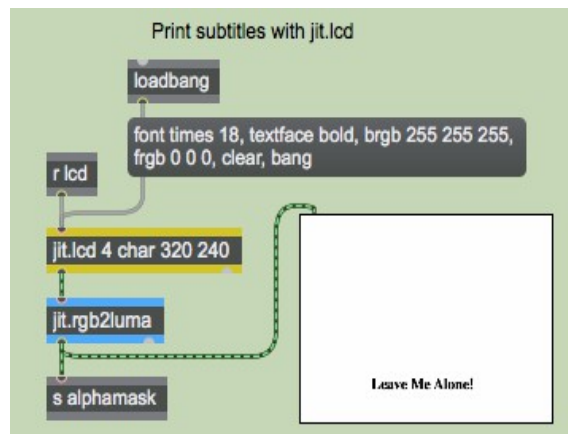 Print subtitles with jit.lcd
loadbang
font times 18, textface bold, brgb 255 255 255,
frgb 0 0 0, clear, bang
r lcd
jit.lcd 4 char 320 240
jit.rgb2luma
Leave Me Alone!
s alphamask